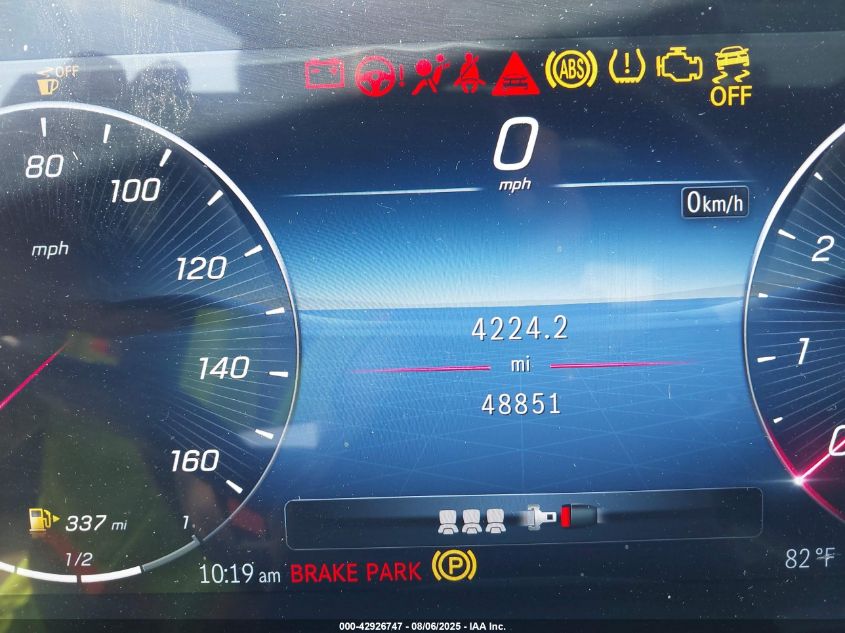 OFF
ABS
!
OFF
80
100
120
140
160
mph
0
mph
0km/h
4224.2
mi
48851
2
1
0
337 mi
1/2
1
10:19 am
BRAKE PARK
P
82°F
000-42926747 - 08/06/2025 - IAA Inc.